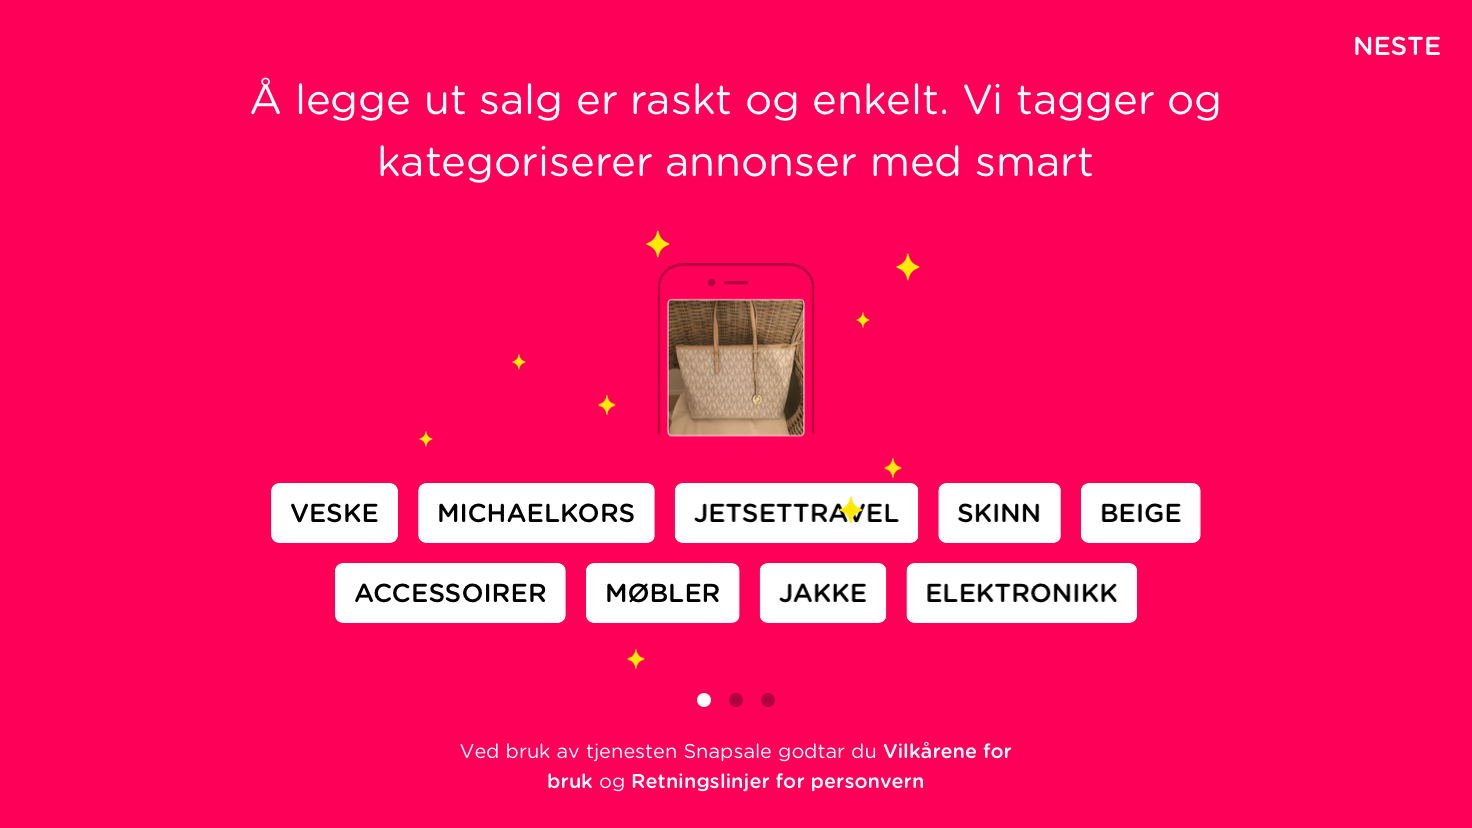 NESTE
Å legge ut salg er raskt og enkelt. Vi tagger og
kategoriserer annonser med smart
VESKE MICHAELKORS JETSETTRAVEL SKINN BEIGE
ACCESSOIRER MØBLER JAKKE ELEKTRONIKK
Ved bruk av tjenesten Snapsale godtar du Vilkårene for
bruk og Retningslinjer for personvern